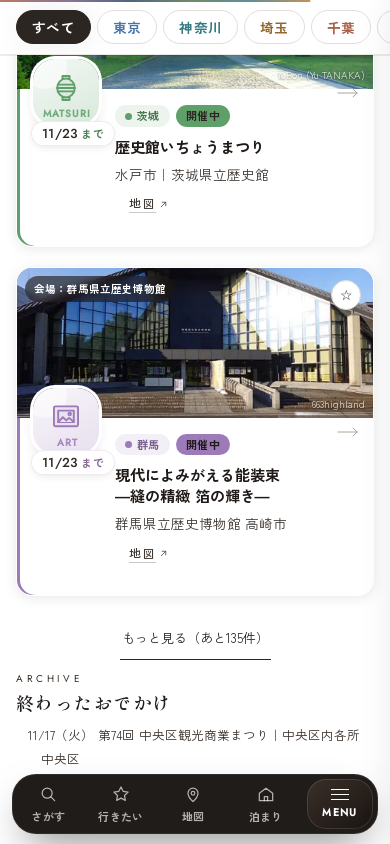 すべて
東京
神奈川
埼玉
千葉
(Yu TANAKA)
MATSURI
11/23 まで
茨城
開催中
歴史館いちょうまつり
水戸市｜茨城県立歴史館
地図
会場：群馬県立歴史博物館
663highland
ART
11/23 まで
群馬
開催中
現代によみがえる能装束
―縫の精緻 箔の輝き―
群馬県立歴史博物館 高崎市
地図
もっと見る（あと135件）
ARCHIVE
終わったおでかけ
11/17（火） 第74回 中央区観光商業まつり｜中央区内各所
中央区
さがす
行きたい
地図
泊まり
MENU